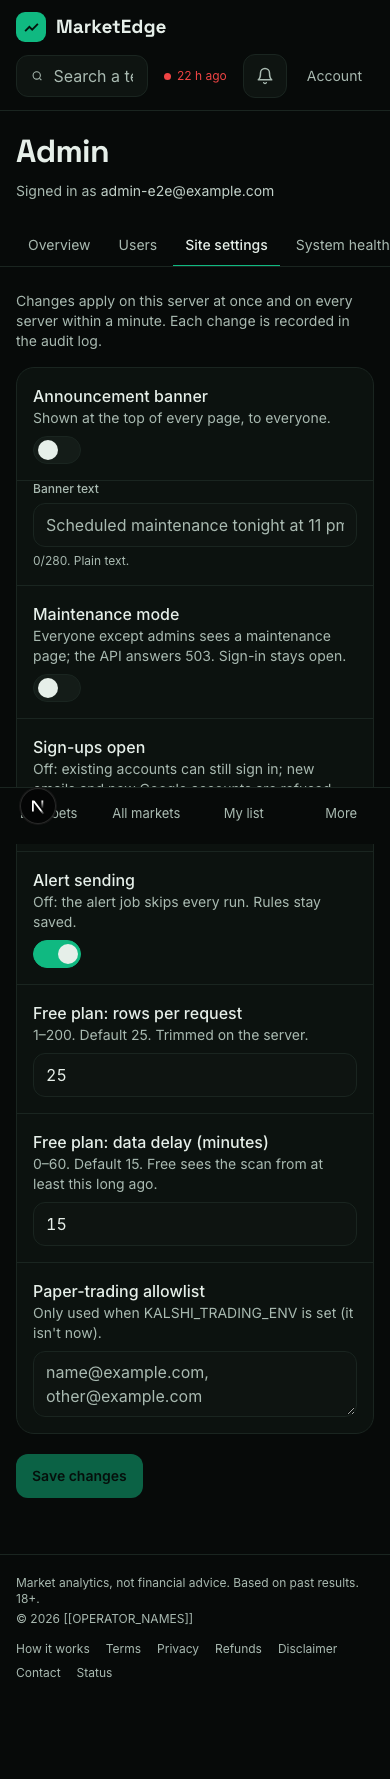 MarketEdge
Search a te
22 h ago
Account
Admin
Signed in as admin-e2e@example.com
Overview
Users
Site settings
System health
Changes apply on this server at once and on every
server within a minute. Each change is recorded in
the audit log.
Announcement banner
Shown at the top of every page, to everyone.
Banner text
Scheduled maintenance tonight at 11 pm
0/280. Plain text.
Maintenance mode
Everyone except admins sees a maintenance
page; the API answers 503. Sign-in stays open.
Sign-ups open
Off: existing accounts can still sign in; new
emails and new Google accounts are refused
N
All markets
My list
More
Alert sending
Off: the alert job skips every run. Rules stay
saved.
Free plan: rows per request
1–200. Default 25. Trimmed on the server.
25
Free plan: data delay (minutes)
0–60. Default 15. Free sees the scan from at
least this long ago.
15
Paper-trading allowlist
Only used when KALSHI_TRADING_ENV is set (it
isn't now).
name@example.com,
other@example.com
Save changes
Market analytics, not financial advice. Based on past results.
18+.
© 2026 [[OPERATOR_NAMES]]
How it works
Terms
Privacy
Refunds
Disclaimer
Contact
Status